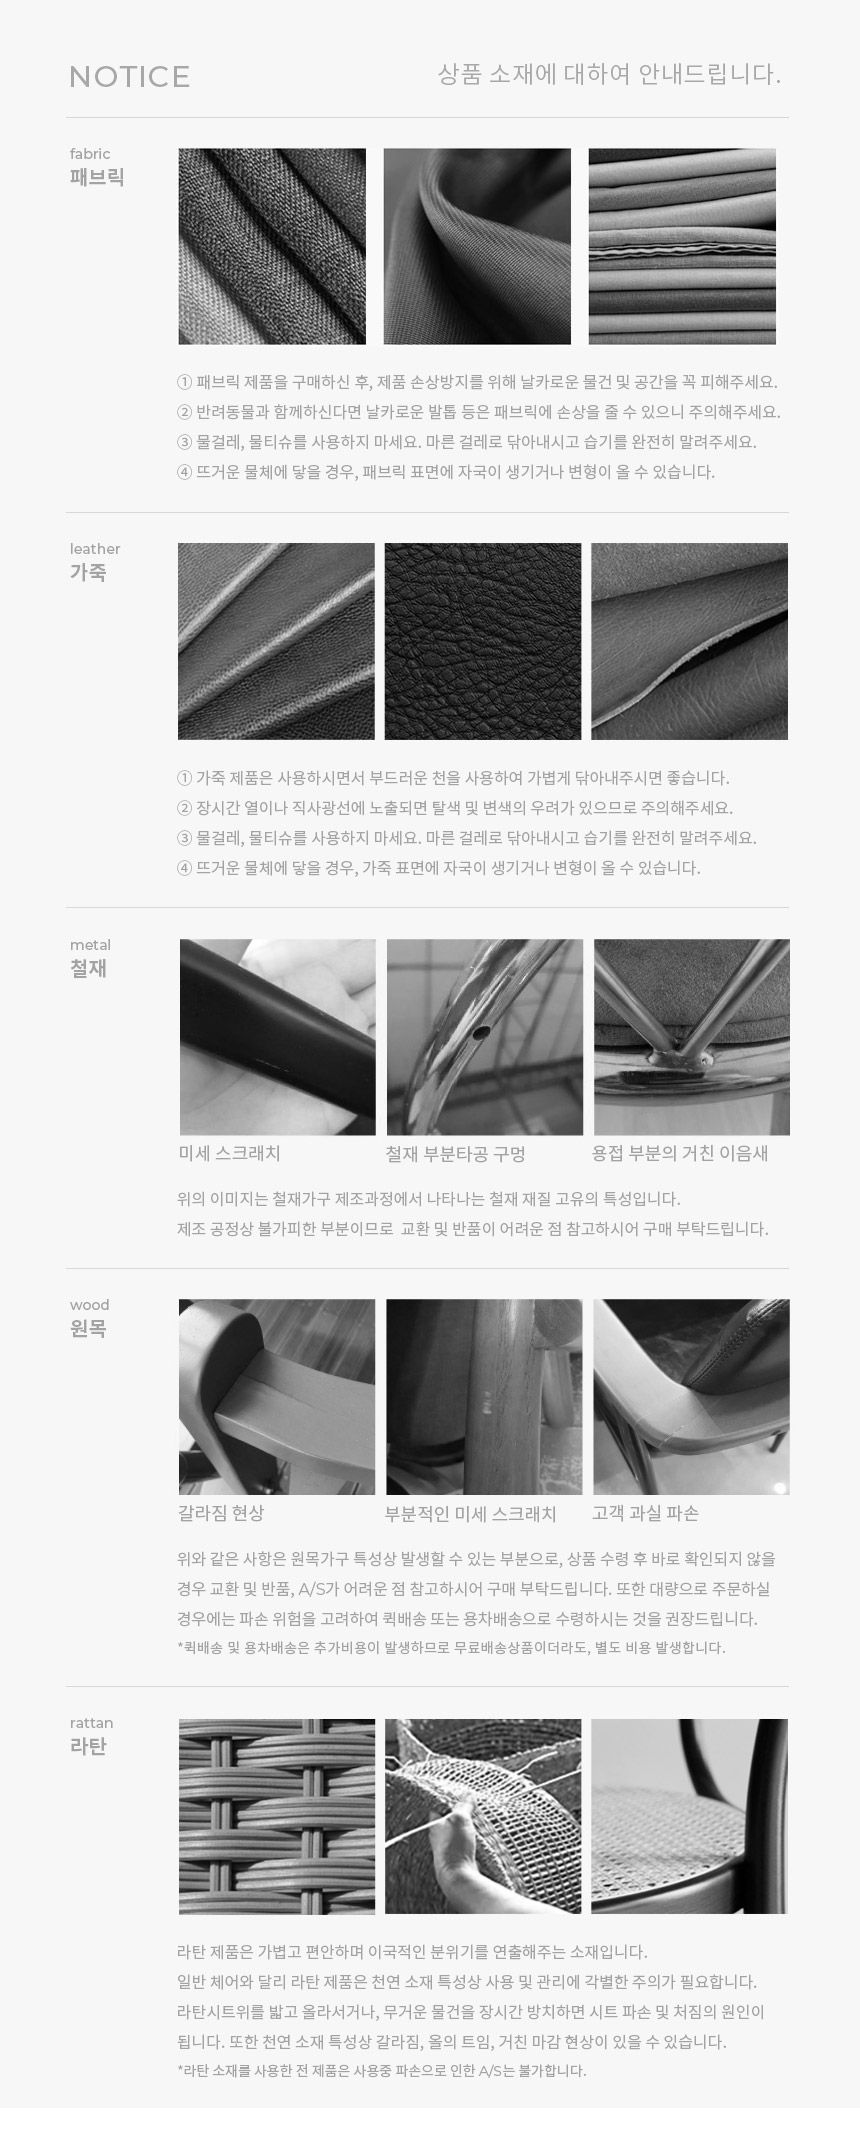 NOTICE
상품 소재에 대하여 안내드립니다.
fabric
패브릭
① 패브릭 제품을 구매하신 후, 제품 손상방지를 위해 날카로운 물건 및 공간을 꼭 피해주세요.
② 반려동물과 함께하신다면 날카로운 발톱 등은 패브릭에 손상을 줄 수 있으니 주의해주세요.
③ 물걸레, 물티슈를 사용하지 마세요. 마른 걸레로 닦아내시고 습기를 완전히 말려주세요.
④ 뜨거운 물체에 닿을 경우, 패브릭 표면에 자국이 생기거나 변형이 올 수 있습니다.
leather
가죽
① 가죽 제품은 사용하시면서 부드러운 천을 사용하여 가볍게 닦아내주시면 좋습니다.
② 장시간 열이나 직사광선에 노출되면 탈색 및 변색의 우려가 있으므로 주의해주세요.
③ 물걸레, 물티슈를 사용하지 마세요. 마른 걸레로 닦아내시고 습기를 완전히 말려주세요.
④ 뜨거운 물체에 닿을 경우, 가죽 표면에 자국이 생기거나 변형이 올 수 있습니다.
metal
철재
미세 스크래치
철재 부분타공 구멍
용접 부분의 거친 이음새
위의 이미지는 철재가구 제조과정에서 나타나는 철재 재질 고유의 특성입니다.
제조 공정상 불가피한 부분이므로 교환 및 반품이 어려운 점 참고하시어 구매 부탁드립니다.
wood
원목
갈라짐 현상
부분적인 미세 스크래치
고객 과실 파손
위와 같은 사항은 원목가구 특성상 발생할 수 있는 부분으로, 상품 수령 후 바로 확인되지 않을
경우 교환 및 반품, A/S가 어려운 점 참고하시어 구매 부탁드립니다. 또한 대량으로 주문하실
경우에는 파손 위험을 고려하여 퀵배송 또는 용차배송으로 수령하시는 것을 권장드립니다.
*퀵배송 및 용차배송은 추가비용이 발생하므로 무료배송상품이더라도, 별도 비용 발생합니다.
rattan
라탄
라탄 제품은 가볍고 편안하며 이국적인 분위기를 연출해주는 소재입니다.
일반 체어와 달리 라탄 제품은 천연 소재 특성상 사용 및 관리에 각별한 주의가 필요합니다.
라탄시트위를 밟고 올라서거나, 무거운 물건을 장시간 방치하면 시트 파손 및 처짐의 원인이
됩니다. 또한 천연 소재 특성상 갈라짐, 올의 트임, 거친 마감 현상이 있을 수 있습니다.
*라탄 소재를 사용한 전 제품은 사용중 파손으로 인한 A/S는 불가합니다.